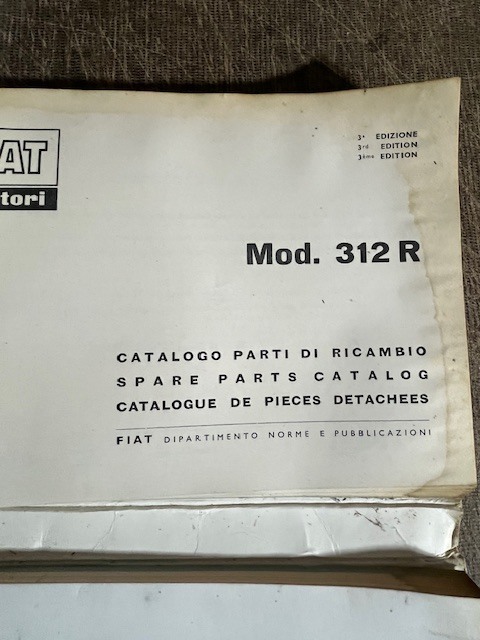 3ª EDIZIONE
3rd EDITION
3ème EDITION
AT
tori
Mod. 312 R
CATALOGO PARTI DI RICAMBIO
SPARE PARTS CATALOG
CATALOGUE DE PIECES DETACHEES
FIAT DIPARTIMENTO NORME E PUBBLICAZIONI